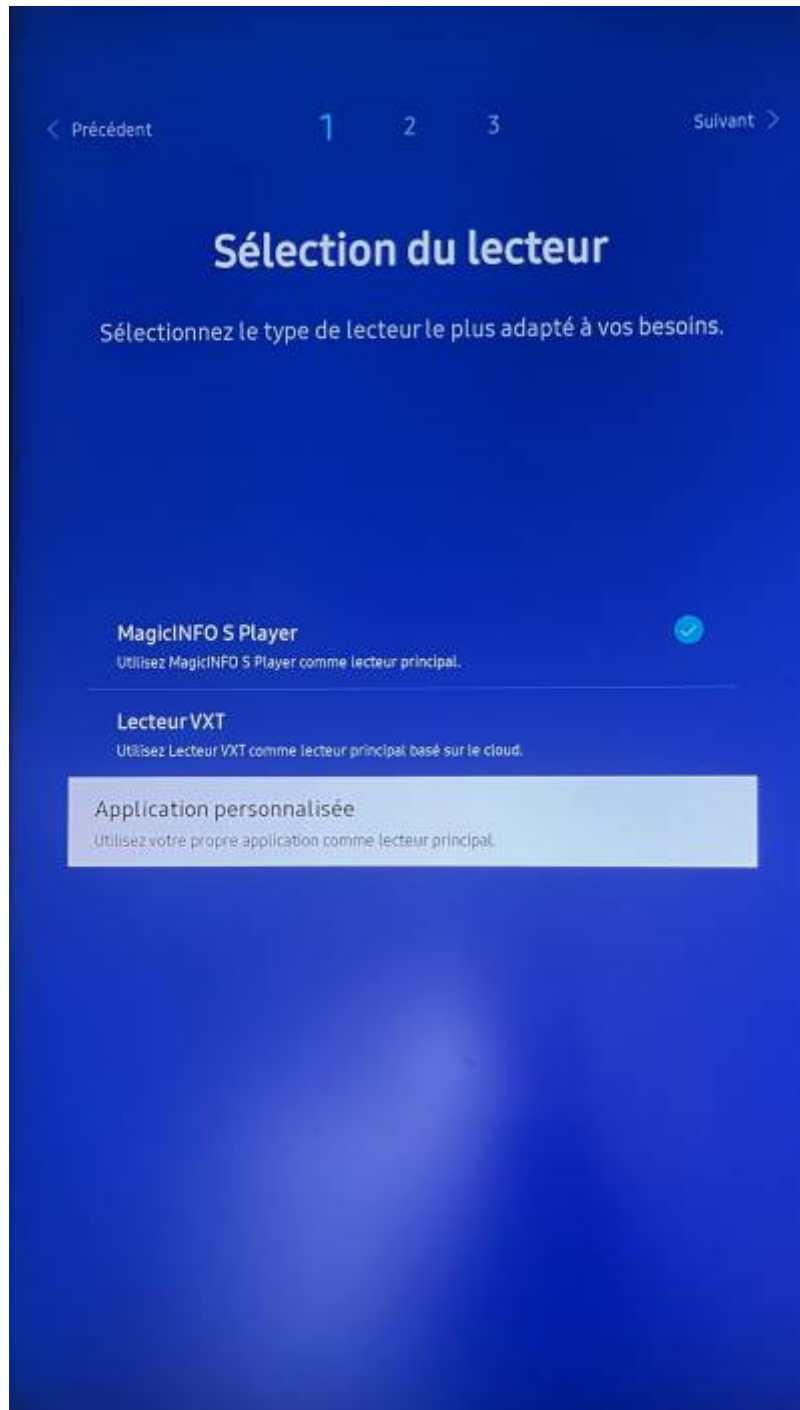 Précédent
1 2 3
Suivant
Sélection du lecteur
Sélectionnez le type de lecteur le plus adapté à vos besoins.
MagicINFO S Player
Utilisez MagicINFO S Player comme lecteur principal.
Lecteur VXT
Utilisez Lecteur VXT comme lecteur principal basé sur le cloud.
Application personnalisée
Utilisez votre propre application comme lecteur principal.